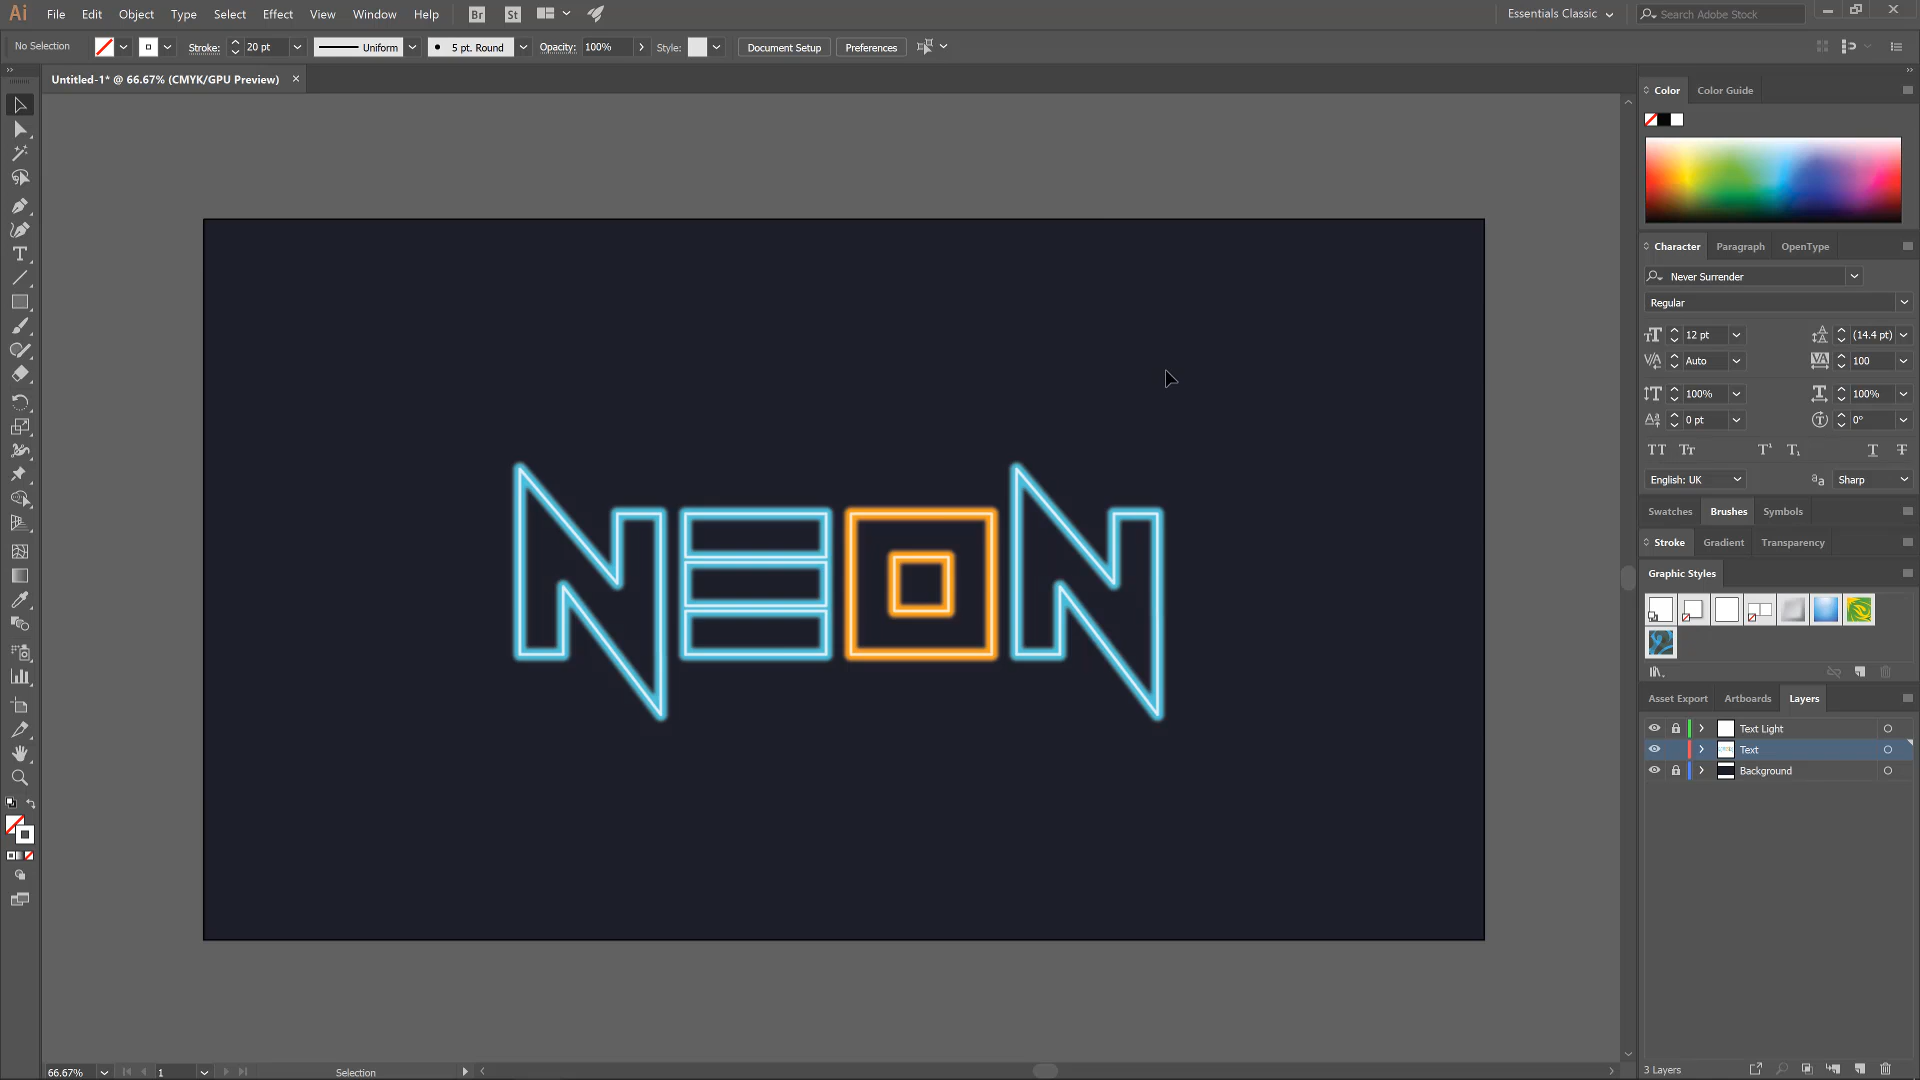 Ai File Edit Object Type Select Effect View Window Help Br St Essentials Classic Search Adobe Stock
No Selection Stroke: 20 pt Uniform 5 pt. Round Opacity: 100% Style: Document Setup Preferences
Untitled-1* @ 66.67% (CMYK/GPU Preview)
Color Color Guide
Character Paragraph OpenType
Never Surrender
Regular
12 pt (14.4 pt)
Auto 100
100% 100%
0 pt 0°
English: UK Sharp
Swatches Brushes Symbols
Stroke Gradient Transparency
Graphic Styles
NEON
Asset Export Artboards Layers
Text Light
Text
Background
66.67% 1 Selection 3 Layers